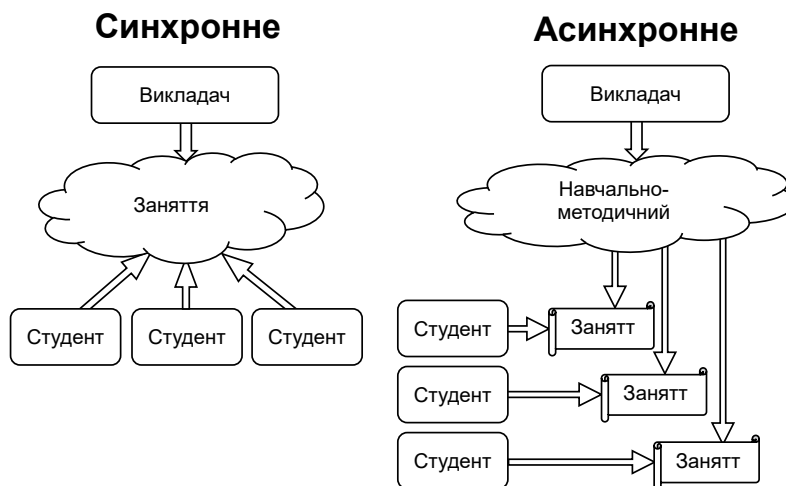 Синхронне
Викладач
Заняття
Студент
Студент
Студент
Асинхронне
Викладач
Навчально-
методичний
Студент
Занятт
Студент
Занятт
Студент
Занятт